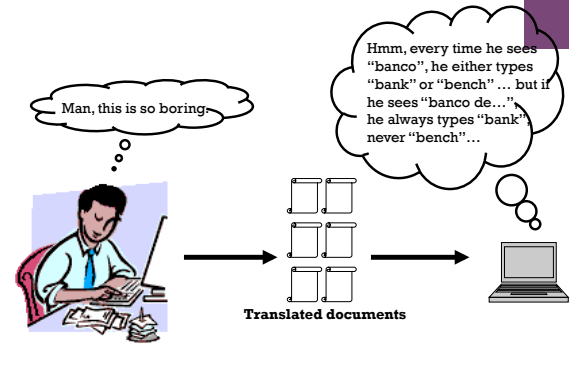 Man, this is so boring.
Hmm, every time he sees
“banco”, he either types
“bank” or “bench” … but if
he sees “banco de…”,
he always types “bank”,
never “bench”…
Translated documents